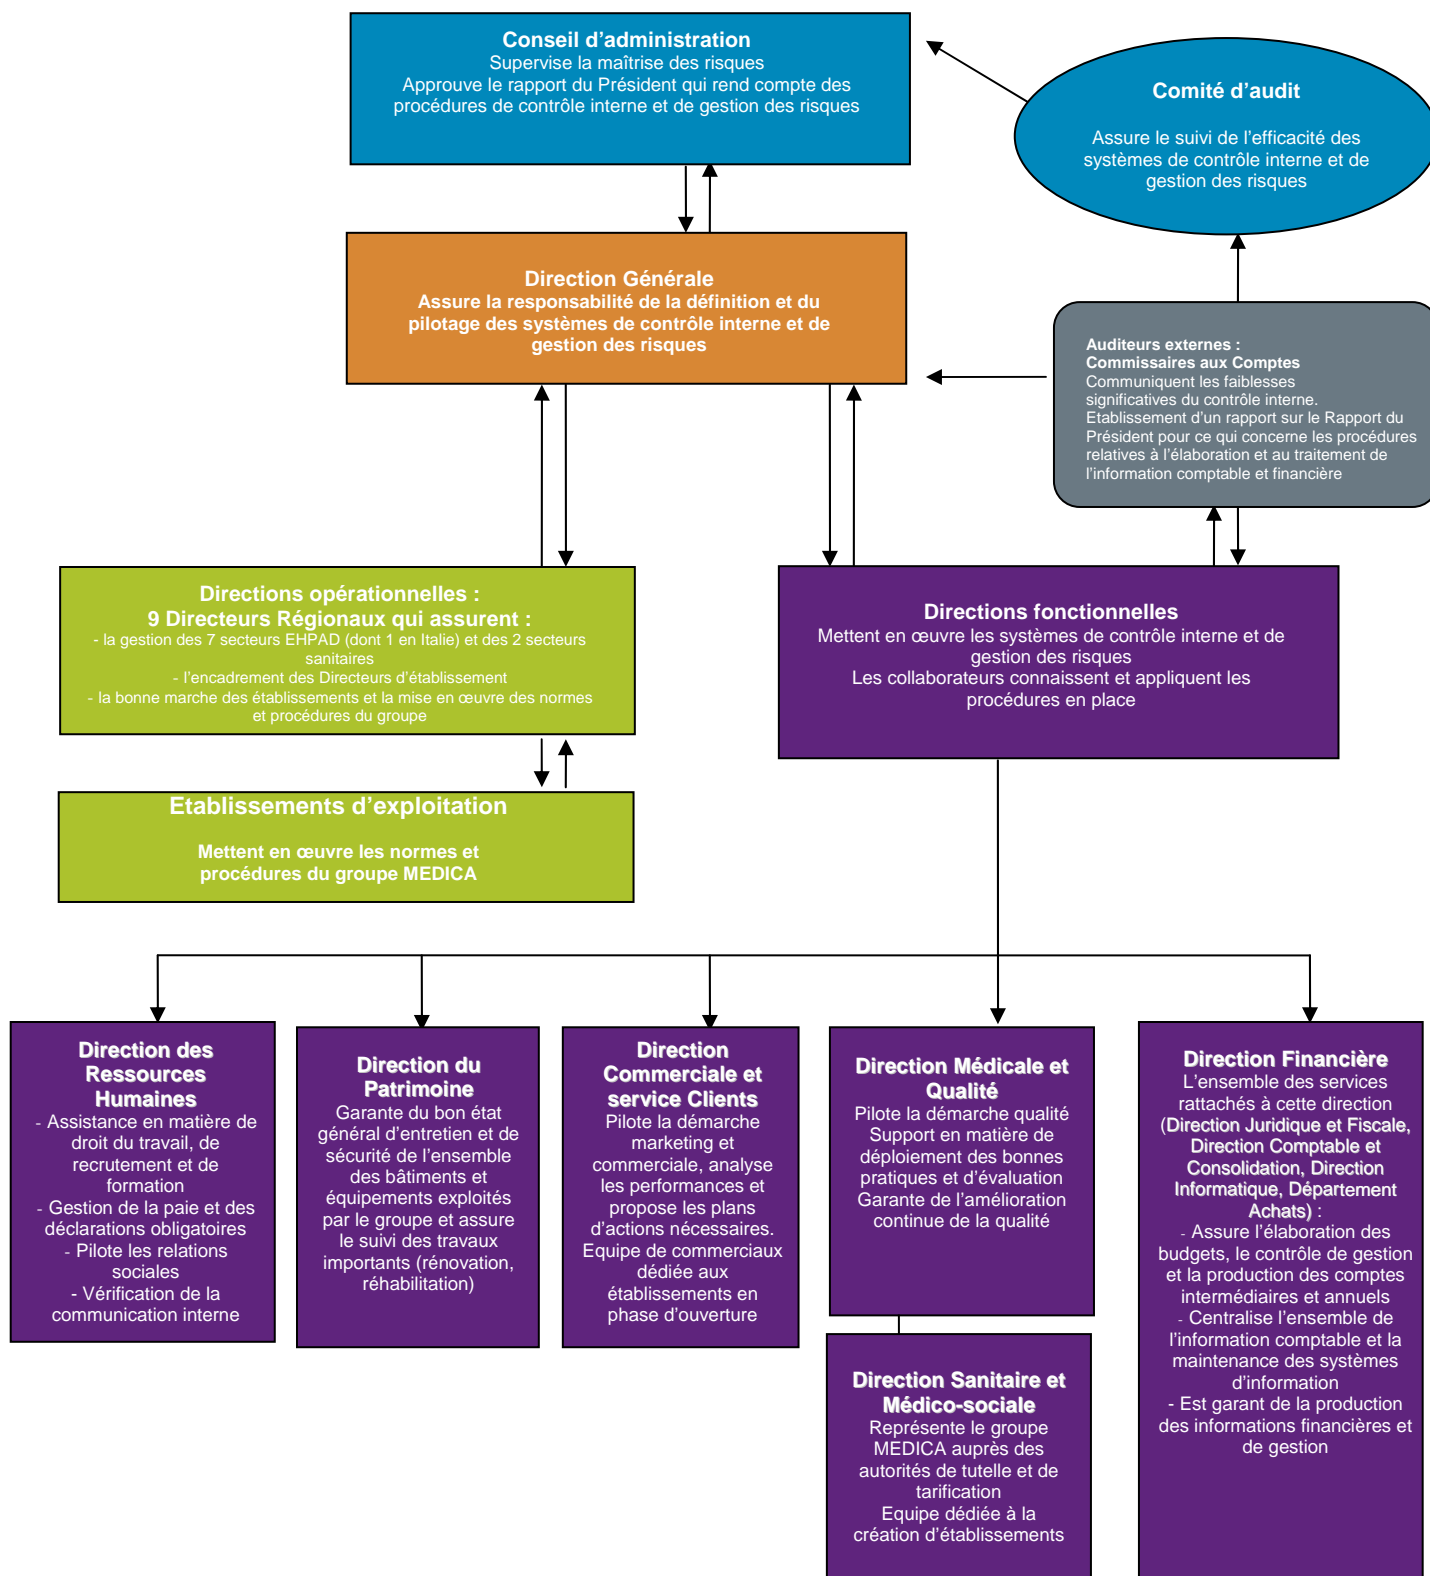 Conseil d'administration
Supervise la maîtrise des risques
Approuve le rapport du Président qui rend compte des
procédures de contrôle interne et de gestion des risques
Comité d'audit
Assure le suivi de l'efficacité des
systèmes de contrôle interne et de
gestion des risques
Direction Générale
Assure la responsabilité de la définition et du
pilotage des systèmes de contrôle interne et de
gestion des risques
Auditeurs externes :
Commissaires aux Comptes
Communiquent les faiblesses
significatives du contrôle interne.
Etablissement d'un rapport sur le Rapport du
Président pour ce qui concerne les procédures
relatives à l'élaboration et au traitement de
l'information comptable et financière
Directions opérationnelles :
9 Directeurs Régionaux qui assurent :
- la gestion des 7 secteurs EHPAD (dont 1 en Italie) et des 2 secteurs
sanitaires
- l'encadrement des Directeurs d'établissement
- la bonne marche des établissements et la mise en œuvre des normes
et procédures du groupe
Directions fonctionnelles
Mettent en œuvre les systèmes de contrôle interne et de
gestion des risques
Les collaborateurs connaissent et appliquent les
procédures en place
Etablissements d'exploitation
Mettent en œuvre les normes et
procédures du groupe MEDICA
Direction des
Ressources
Humaines
- Assistance en matière de
droit du travail, de
recrutement et de
formation
- Gestion de la paie et des
déclarations obligatoires
- Pilote les relations
sociales
- Vérification de la
communication interne
Direction du
Patrimoine
Garante du bon état
général d'entretien et de
sécurité de l'ensemble
des bâtiments et
équipements exploités
par le groupe et assure
le suivi des travaux
importants (rénovation,
réhabilitation)
Direction
Commerciale et
service Clients
Pilote la démarche
marketing et
commerciale, analyse
les performances et
propose les plans
d'actions nécessaires.
Equipe de commerciaux
dédiée aux
établissements en
phase d'ouverture
Direction Médicale et
Qualité
Pilote la démarche qualité
Support en matière de
déploiement des bonnes
pratiques et d'évaluation
Garante de l'amélioration
continue de la qualité
Direction Sanitaire et
Médico-sociale
Représente le groupe
MEDICA auprès des
autorités de tutelle et de
tarification
Equipe dédiée à la
création d'établissements
Direction Financière
L'ensemble des services
rattachés à cette direction
(Direction Juridique et Fiscale,
Direction Comptable et
Consolidation, Direction
Informatique, Département
Achats) :
- Assure l'élaboration des
budgets, le contrôle de gestion
et la production des comptes
intermédiaires et annuels
- Centralise l'ensemble de
l'information comptable et la
maintenance des systèmes
d'information
- Est garant de la production
des informations financières et
de gestion